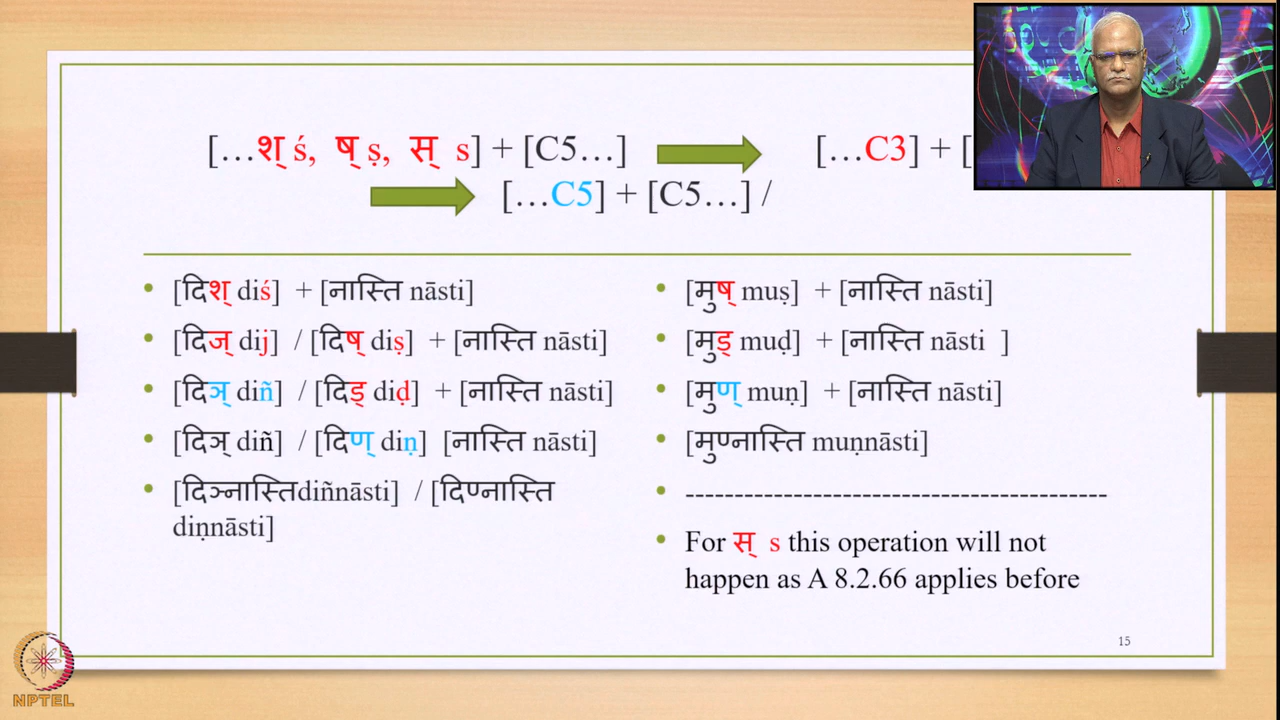 […श् ś, ष् ṣ, स् s] + [C5…] […C3] + [
[…C5] + [C5…] /
• [दिश् diś] + [नास्ति nāsti]
• [दिज् dij] / [दिष् diṣ] + [नास्ति nāsti]
• [दिञ् diñ] / [दिड् diḍ] + [नास्ति nāsti]
• [दिञ् diñ] / [दिण् diṇ] [नास्ति nāsti]
• [दिञ्नास्तिdiñnāsti] / [दिण्नास्ति
diṇnāsti]
• [मुष् muṣ] + [नास्ति nāsti]
• [मुड् muḍ] + [नास्ति nāsti ]
• [मुण् muṇ] + [नास्ति nāsti]
• [मुण्नास्ति muṇnāsti]
• ------------------------------------------
• For स् s this operation will not
happen as A 8.2.66 applies before
15
NPTEL